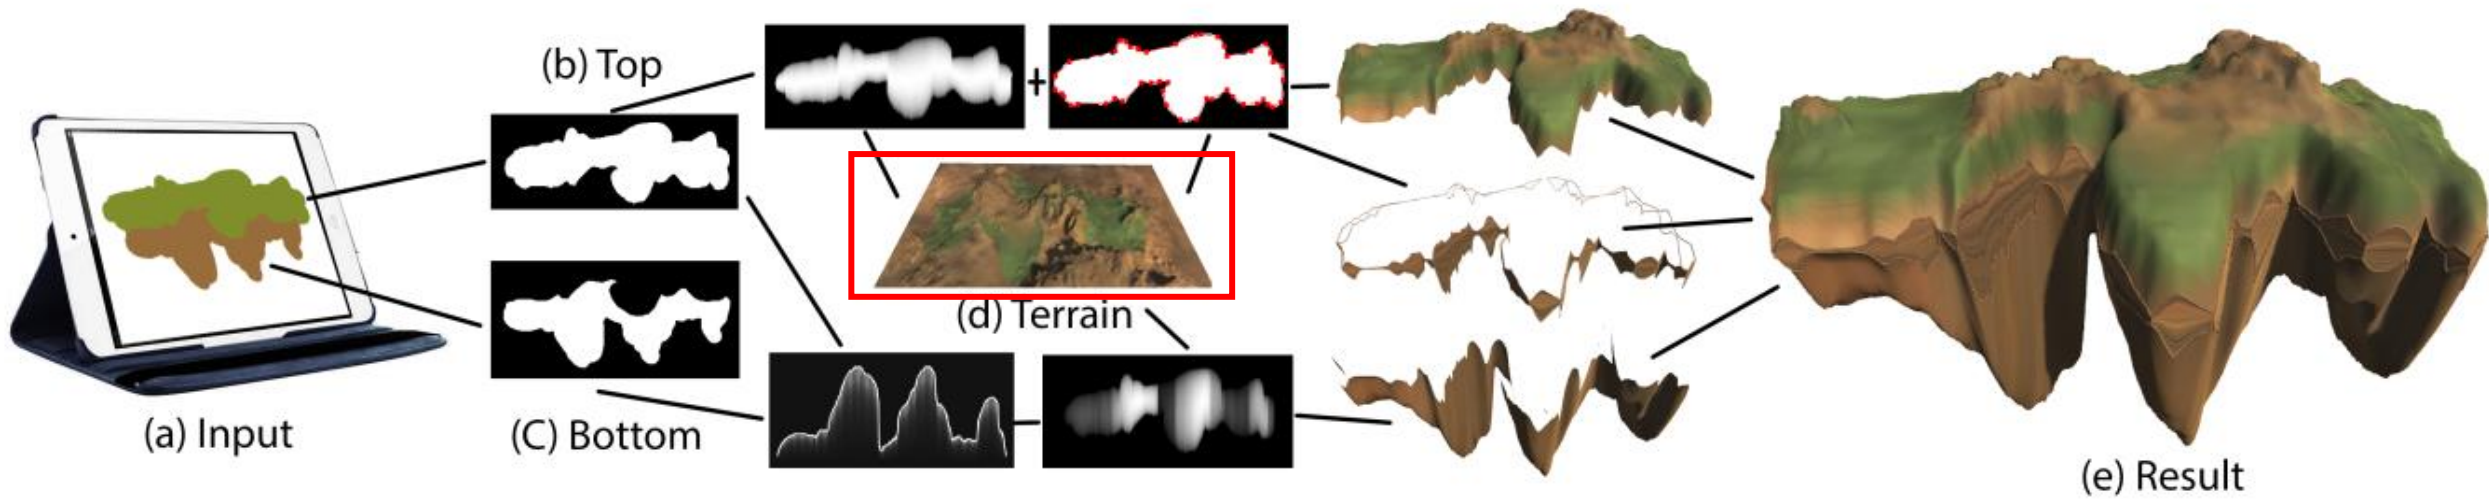 (b) Top
+
(d) Terrain
(a) Input
(C) Bottom
(e) Result